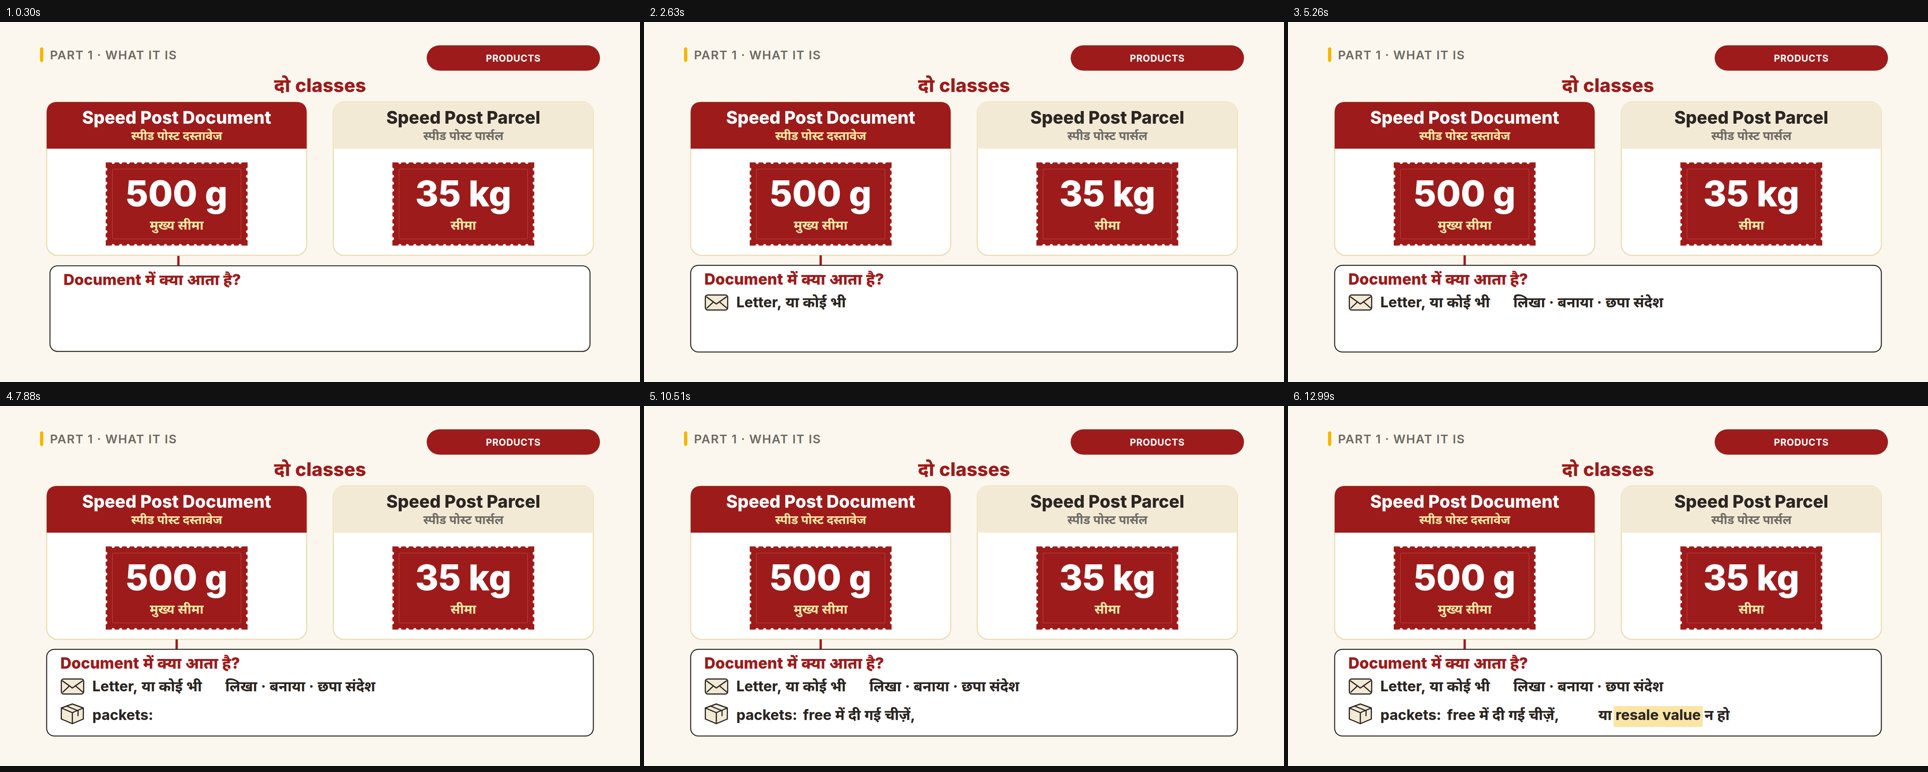 1. 0.30s
PART 1 · WHAT IT IS
PRODUCTS
दो classes
Speed Post Document
स्पीड पोस्ट दस्तावेज
500 g
मुख्य सीमा
Speed Post Parcel
स्पीड पोस्ट पार्सल
35 kg
सीमा
Document में क्या आता है?
2. 2.63s
PART 1 · WHAT IT IS
PRODUCTS
दो classes
Speed Post Document
स्पीड पोस्ट दस्तावेज
500 g
मुख्य सीमा
Speed Post Parcel
स्पीड पोस्ट पार्सल
35 kg
सीमा
Document में क्या आता है?
Letter, या कोई भी
3. 5.26s
PART 1 · WHAT IT IS
PRODUCTS
दो classes
Speed Post Document
स्पीड पोस्ट दस्तावेज
500 g
मुख्य सीमा
Speed Post Parcel
स्पीड पोस्ट पार्सल
35 kg
सीमा
Document में क्या आता है?
Letter, या कोई भी लिखा · बनाया · छपा संदेश
4. 7.88s
PART 1 · WHAT IT IS
PRODUCTS
दो classes
Speed Post Document
स्पीड पोस्ट दस्तावेज
500 g
मुख्य सीमा
Speed Post Parcel
स्पीड पोस्ट पार्सल
35 kg
सीमा
Document में क्या आता है?
Letter, या कोई भी लिखा · बनाया · छपा संदेश
packets:
5. 10.51s
PART 1 · WHAT IT IS
PRODUCTS
दो classes
Speed Post Document
स्पीड पोस्ट दस्तावेज
500 g
मुख्य सीमा
Speed Post Parcel
स्पीड पोस्ट पार्सल
35 kg
सीमा
Document में क्या आता है?
Letter, या कोई भी लिखा · बनाया · छपा संदेश
packets: free में दी गई चीज़ें,
6. 12.99s
PART 1 · WHAT IT IS
PRODUCTS
दो classes
Speed Post Document
स्पीड पोस्ट दस्तावेज
500 g
मुख्य सीमा
Speed Post Parcel
स्पीड पोस्ट पार्सल
35 kg
सीमा
Document में क्या आता है?
Letter, या कोई भी लिखा · बनाया · छपा संदेश
packets: free में दी गई चीज़ें, या resale value न हो